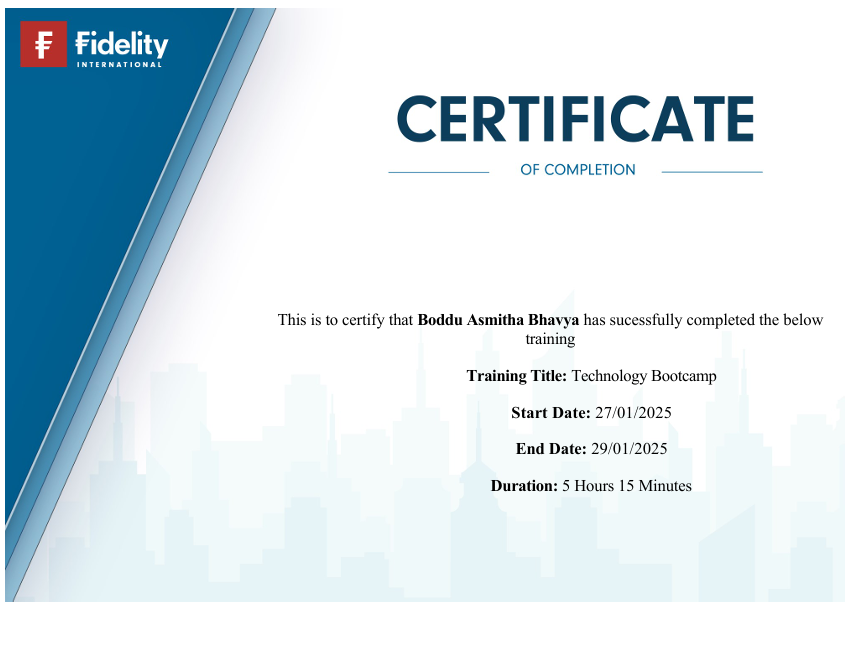 Fidelity
INTERNATIONAL
CERTIFICATE
OF COMPLETION
This is to certify that Boddu Asmitha Bhavya has sucessfully completed the below
training
Training Title: Technology Bootcamp
Start Date: 27/01/2025
End Date: 29/01/2025
Duration: 5 Hours 15 Minutes